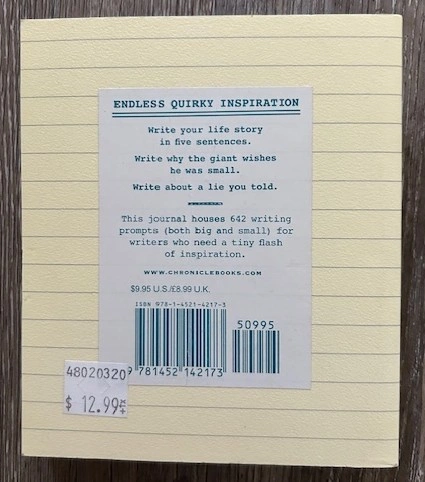 ENDLESS QUIRKY INSPIRATION
Write your life story
in five sentences.
Write why the giant wishes
he was small.
Write about a lie you told.
This journal houses 642 writing
prompts (both big and small) for
writers who need a tiny flash
of inspiration.
WWW.CHRONICLEBOOKS.COM
$9.95 U.S./£8.99 U.K.
ISBN 978-1-4521-4217-3
50995
9 781452 142173
48020320
$ 12.99